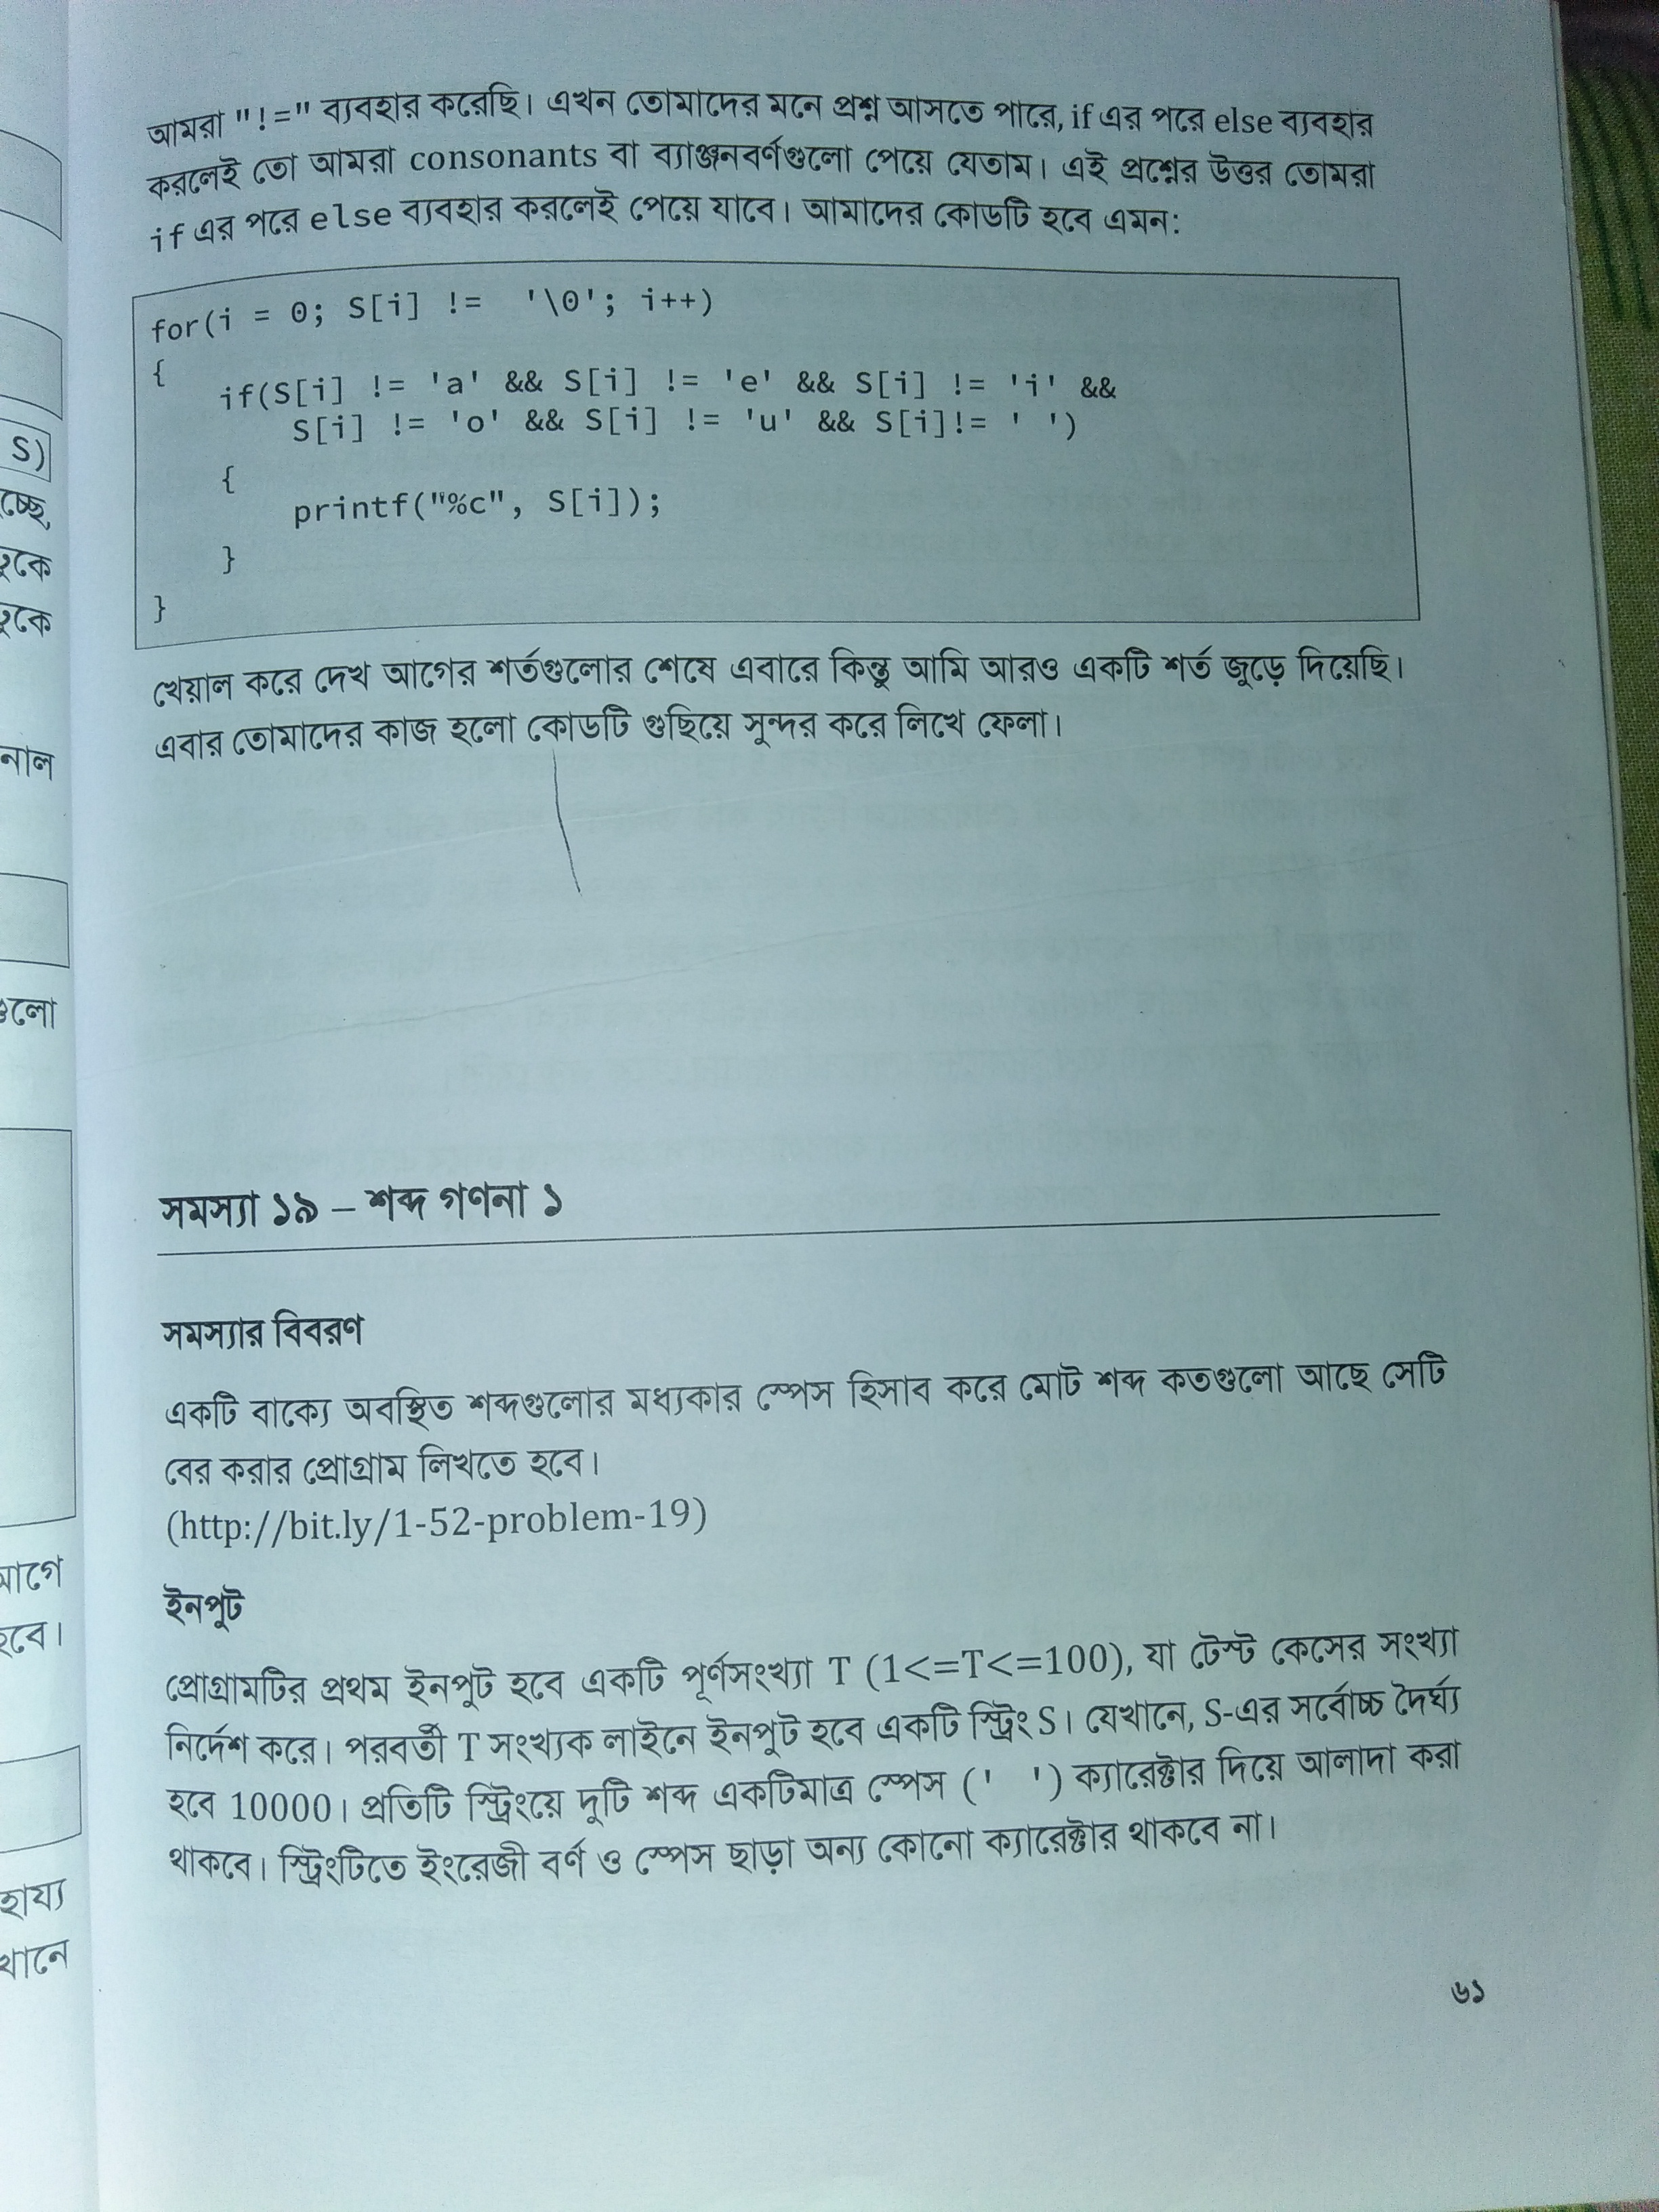 আমরা "!=" ব্যবহার করেছি। এখন তোমাদের মনে প্রশ্ন আসতে পারে, if এর পরে else ব্যবহার
করলেই তো আমরা consonants বা ব্যাঞ্জনবর্ণগুলো পেয়ে যেতাম। এই প্রশ্নের উত্তর তোমরা
if এর পরে else ব্যবহার করলেই পেয়ে যাবে। আমাদের কোডটি হবে এমন:
for(i = 0; S[i] != '\0'; i++)
{
if(S[i] != 'a' && S[i] != 'e' && S[i] != 'i' &&
S[i] != 'o' && S[i] != 'u' && S[i]!= ' ')
{
printf("%c", S[i]);
}
}
খেয়াল করে দেখ আগের শর্তগুলোর শেষে এবারে কিন্তু আমি আরও একটি শর্ত জুড়ে দিয়েছি।
এবার তোমাদের কাজ হলো কোডটি গুছিয়ে সুন্দর করে লিখে ফেলা।
সমস্যা ১৯ – শব্দ গণনা ১
সমস্যার বিবরণ
একটি বাক্যে অবস্থিত শব্দগুলোর মধ্যকার স্পেস হিসাব করে মোট শব্দ কতগুলো আছে সেটি
বের করার প্রোগ্রাম লিখতে হবে।
(http://bit.ly/1-52-problem-19)
ইনপুট
প্রোগ্রামটির প্রথম ইনপুট হবে একটি পূর্ণসংখ্যা T (1<=T<=100), যা টেস্ট কেসের সংখ্যা
নির্দেশ করে। পরবর্তী T সংখ্যক লাইনে ইনপুট হবে একটি স্ট্রিং S। যেখানে, S-এর সর্বোচ্চ দৈর্ঘ্য
হবে 10000। প্রতিটি স্ট্রিংয়ে দুটি শব্দ একটিমাত্র স্পেস (' ') ক্যারেক্টার দিয়ে আলাদা করা
থাকবে। স্ট্রিংটিতে ইংরেজী বর্ণ ও স্পেস ছাড়া অন্য কোনো ক্যারেক্টার থাকবে না।
৬১
S)
নাল
গুলো
আগে
হবে।